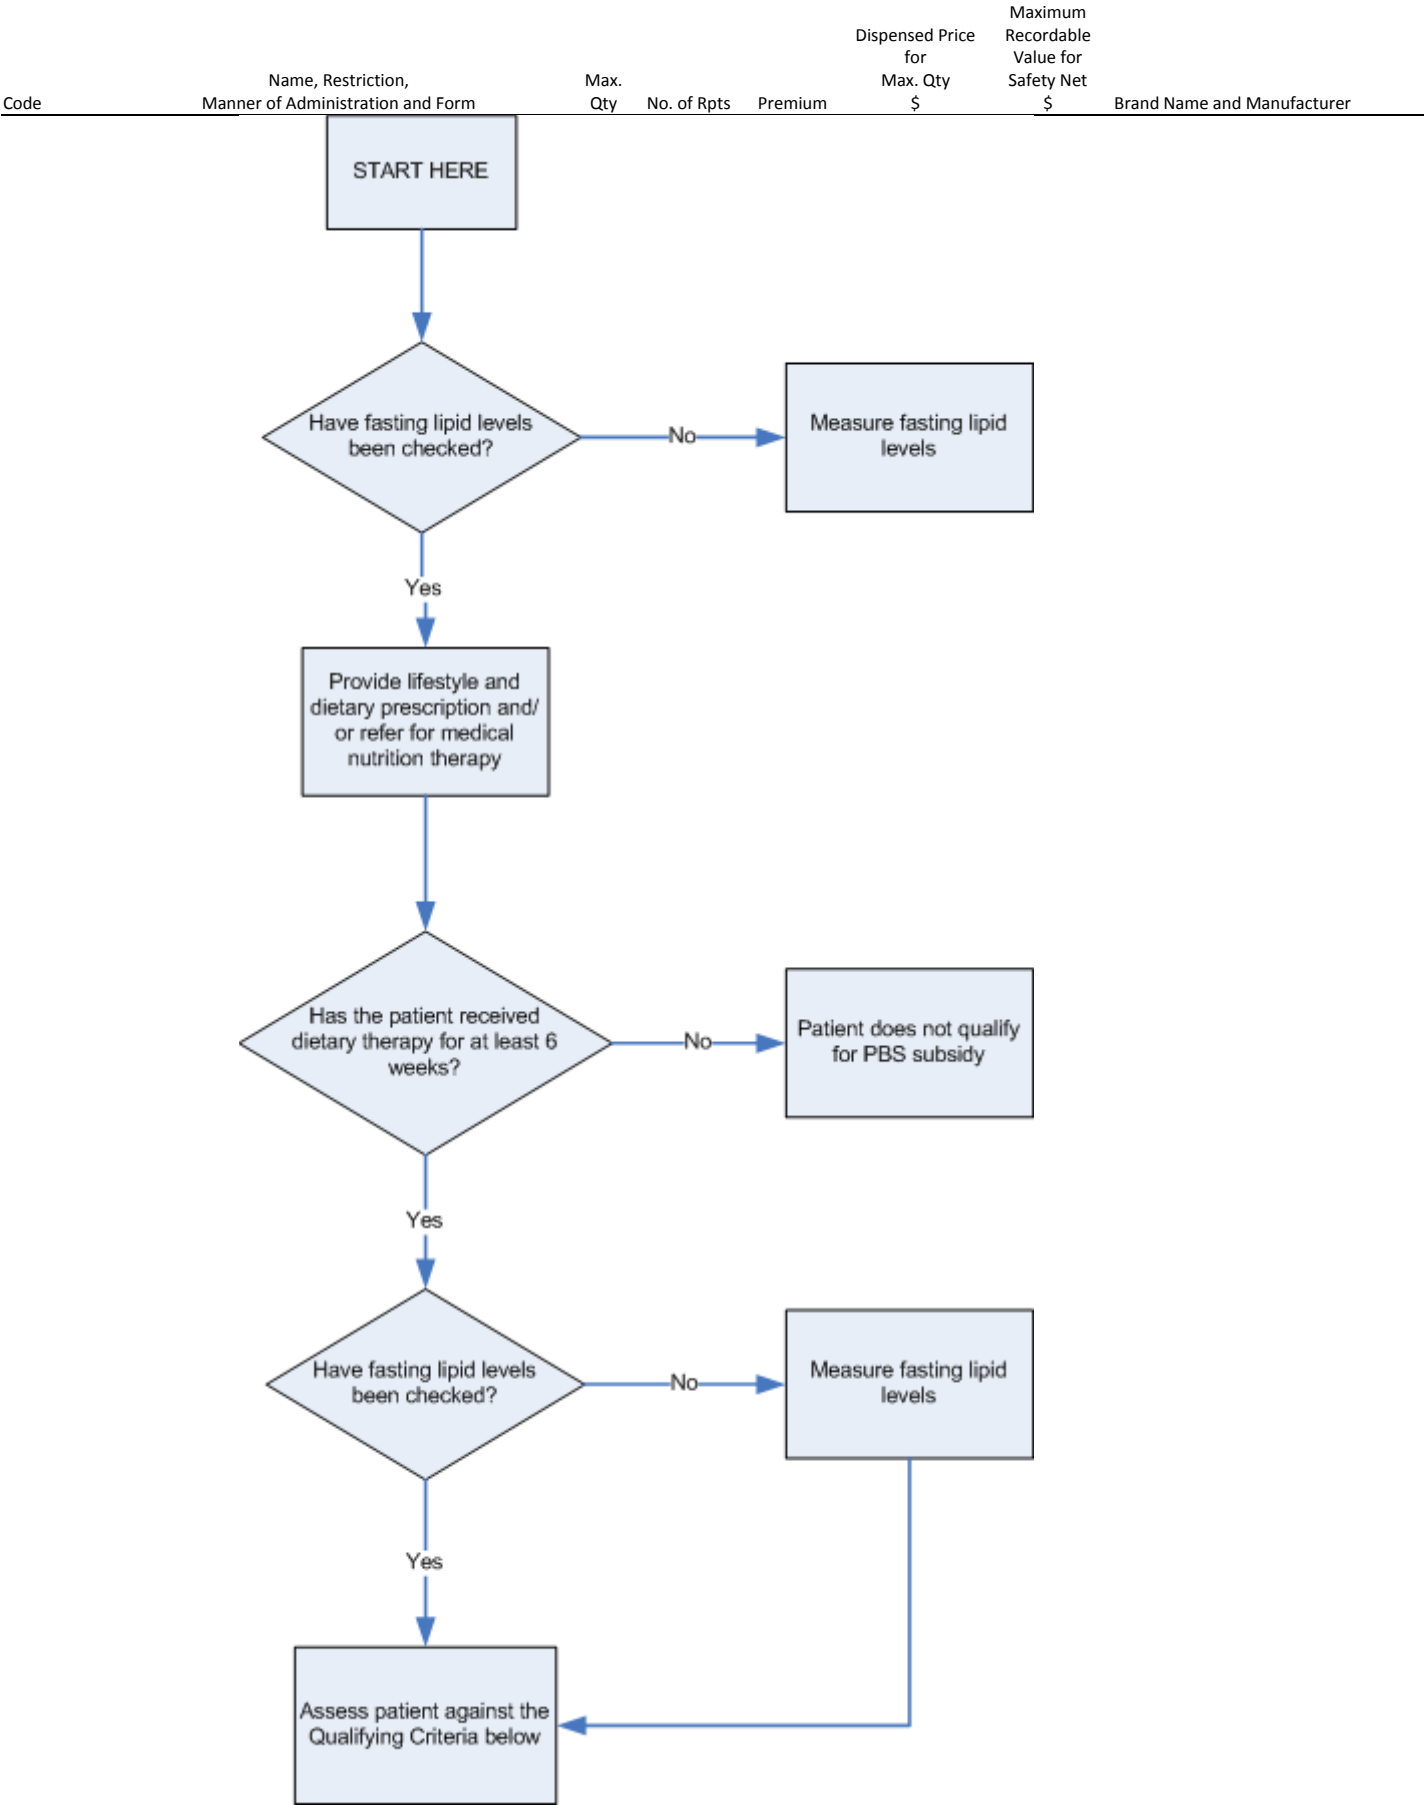 Maximum
Dispensed Price Recordable
for Value for
Name, Restriction, Max. Max. Qty Safety Net
Code Manner of Administration and Form Qty No. of Rpts Premium $ $ Brand Name and Manufacturer
START HERE
Have fasting lipid levels
been checked?
No
Measure fasting lipid
levels
Yes
Provide lifestyle and
dietary prescription and/
or refer for medical
nutrition therapy
Has the patient received
dietary therapy for at least 6
weeks?
No
Patient does not qualify
for PBS subsidy
Yes
Have fasting lipid levels
been checked?
No
Measure fasting lipid
levels
Yes
Assess patient against the
Qualifying Criteria below